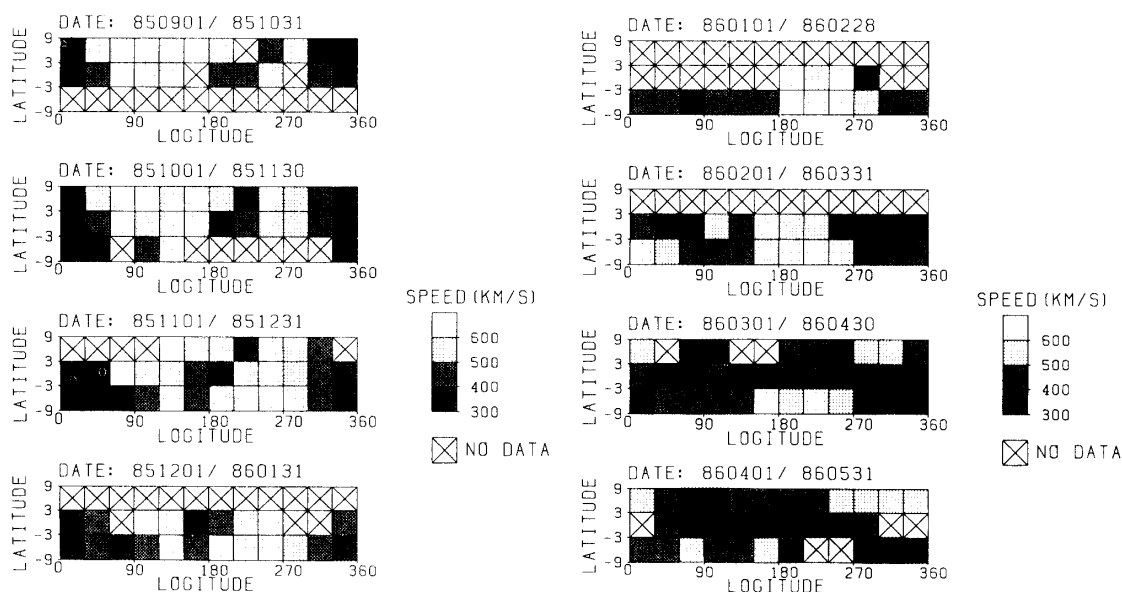 DATE: 850901/ 851031
LATITUDE
9
3
-3
-9
0 90 180 270 360
LOGITUDE
DATE: 851001/ 851130
LATITUDE
9
3
-3
-9
0 90 180 270 360
LOGITUDE
DATE: 851101/ 851231
LATITUDE
9
3
-3
-9
0 90 180 270 360
LOGITUDE
DATE: 851201/ 860131
LATITUDE
9
3
-3
-9
0 90 180 270 360
LOGITUDE
SPEED (KM/S)
600
500
400
300
NO DATA
DATE: 860101/ 860228
LATITUDE
9
3
-3
-9
0 90 180 270 360
LOGITUDE
DATE: 860201/ 860331
LATITUDE
9
3
-3
-9
0 90 180 270 360
LOGITUDE
DATE: 860301/ 860430
LATITUDE
9
3
-3
-9
0 90 180 270 360
LOGITUDE
DATE: 860401/ 860531
LATITUDE
9
3
-3
-9
0 90 180 270 360
LOGITUDE
SPEED (KM/S)
600
500
400
300
NO DATA